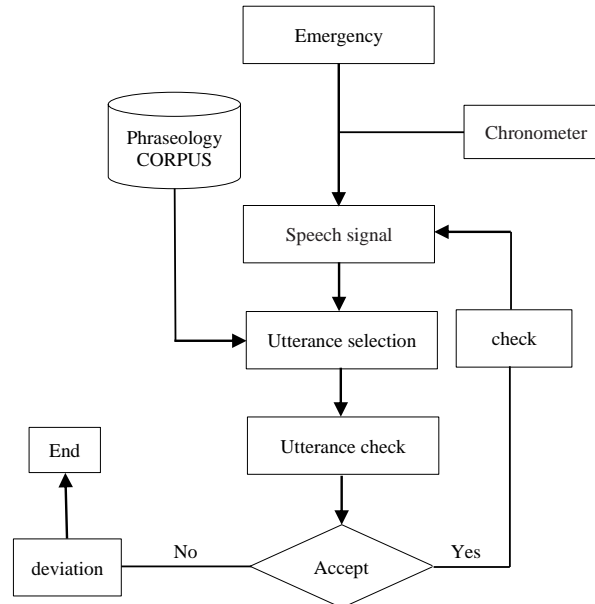 Emergency
Phraseology
CORPUS
Chronometer
Speech signal
Utterance selection
check
Utterance check
End
No
Yes
deviation
Accept